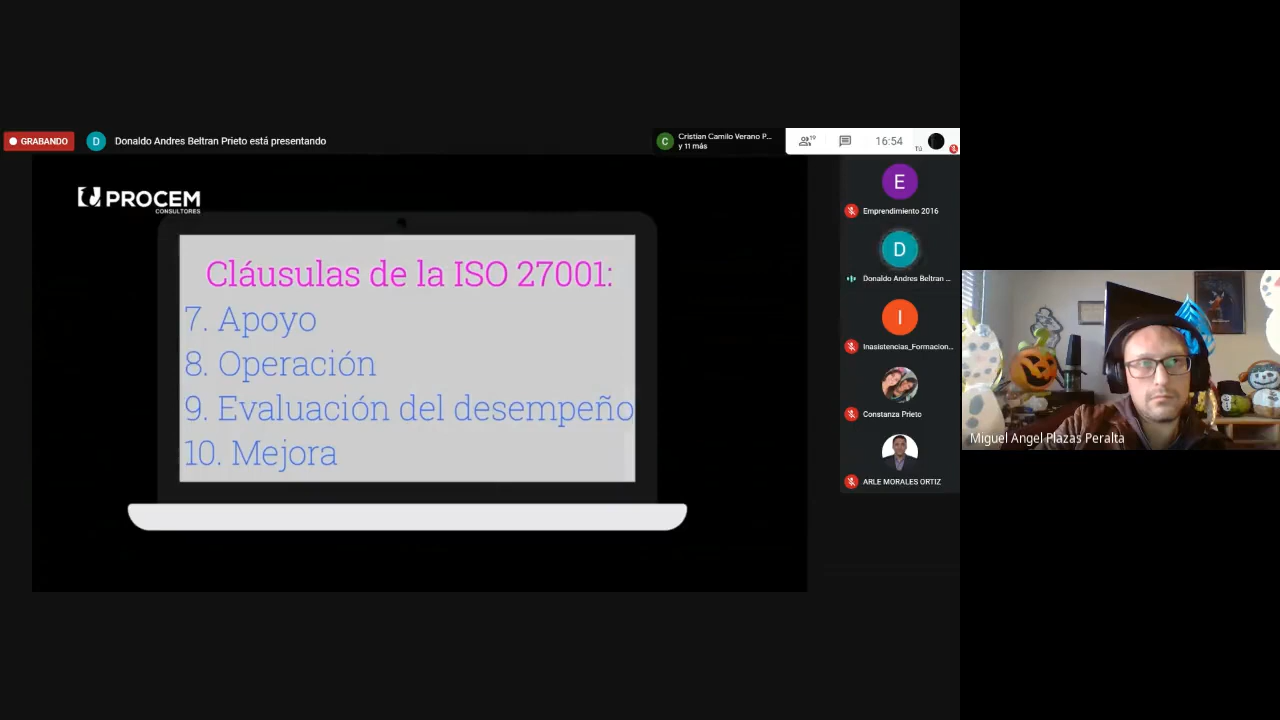 GRABANDO
D
Donaldo Andres Beltran Prieto está presentando
C
Cristian Camilo Verano P...
y 11 más
19
16:54
Tú
PROCEM
CONSULTORES
Cláusulas de la ISO 27001:
7. Apoyo
8. Operación
9. Evaluación del desempeño
10. Mejora
E
Emprendimiento 2016
D
Donaldo Andres Beltran ...
I
Inasistencias_Formacion...
Constanza Prieto
ARLE MORALES ORTIZ
Miguel Angel Plazas Peralta